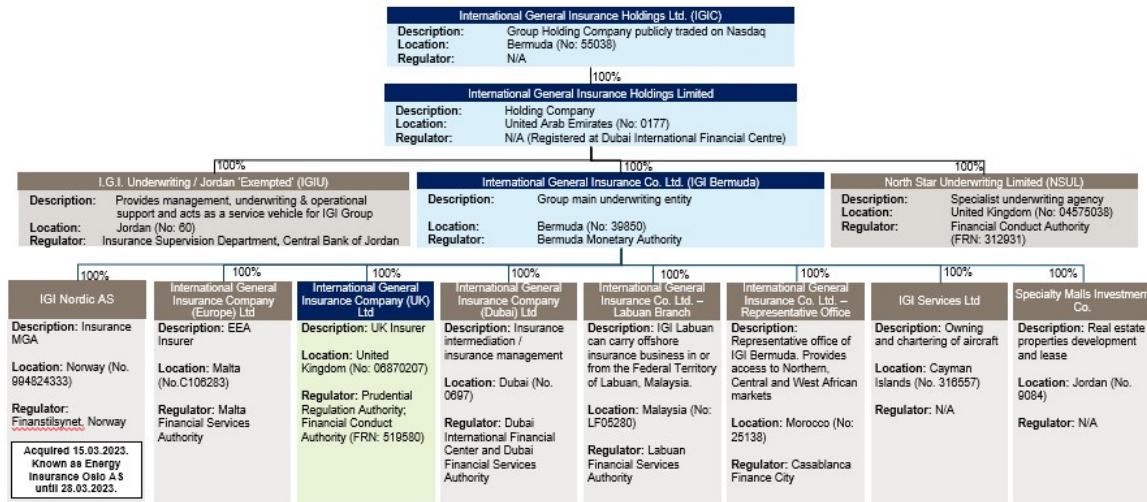 International General Insurance Holdings Ltd. (IGIC)
Description: Group Holding Company publicly traded on Nasdaq
Location: Bermuda (No: 55038)
Regulator: N/A
100%
International General Insurance Holdings Limited
Description: Holding Company
Location: United Arab Emirates (No: 0177)
Regulator: N/A (Registered at Dubai International Financial Centre)
100%
100%
100%
I.G.I. Underwriting / Jordan 'Exempted' (IGIU)
Description: Provides management, underwriting & operational
support and acts as a service vehicle for IGI Group
Location: Jordan (No: 60)
Regulator: Insurance Supervision Department, Central Bank of Jordan
International General Insurance Co. Ltd. (IGI Bermuda)
Description: Group main underwriting entity
Location: Bermuda (No: 39850)
Regulator: Bermuda Monetary Authority
North Star Underwriting Limited (NSUL)
Description: Specialist underwriting agency
Location: United Kingdom (No: 04575038)
Regulator: Financial Conduct Authority
(FRN: 312931)
100%
100%
100%
100%
100%
100%
100%
100%
IGI Nordic AS
Description: Insurance
MGA
Location: Norway (No.
994824333)
Regulator:
Finanstilsynet, Norway
Acquired 15.03.2023.
Known as Energy
Insurance Oslo AS
until 28.03.2023.
International General
Insurance Company
(Europe) Ltd
Description: EEA
Insurer
Location: Malta
(No.C106283)
Regulator: Malta
Financial Services
Authority
International General
Insurance Company (UK)
Ltd
Description: UK Insurer
Location: United
Kingdom (No: 06870207)
Regulator: Prudential
Regulation Authority;
Financial Conduct
Authority (FRN: 519580)
International General
Insurance Company
(Dubai) Ltd
Description: Insurance
intermediation /
insurance management
Location: Dubai (No.
0697)
Regulator: Dubai
International Financial
Center and Dubai
Financial Services
Authority
International General
Insurance Co. Ltd. –
Labuan Branch
Description: IGI Labuan
can carry offshore
insurance business in or
from the Federal Territory
of Labuan, Malaysia.
Location: Malaysia (No:
LF05280)
Regulator: Labuan
Financial Services
Authority
International General
Insurance Co. Ltd. –
Representative Office
Description:
Representative office of
IGI Bermuda. Provides
access to Northern,
Central and West African
markets
Location: Morocco (No:
25138)
Regulator: Casablanca
Finance City
IGI Services Ltd
Description: Owning
and chartering of aircraft
Location: Cayman
Islands (No. 316557)
Regulator: N/A
Specialty Malls Investment
Co.
Description: Real estate
properties development
and lease
Location: Jordan (No.
9084)
Regulator: N/A